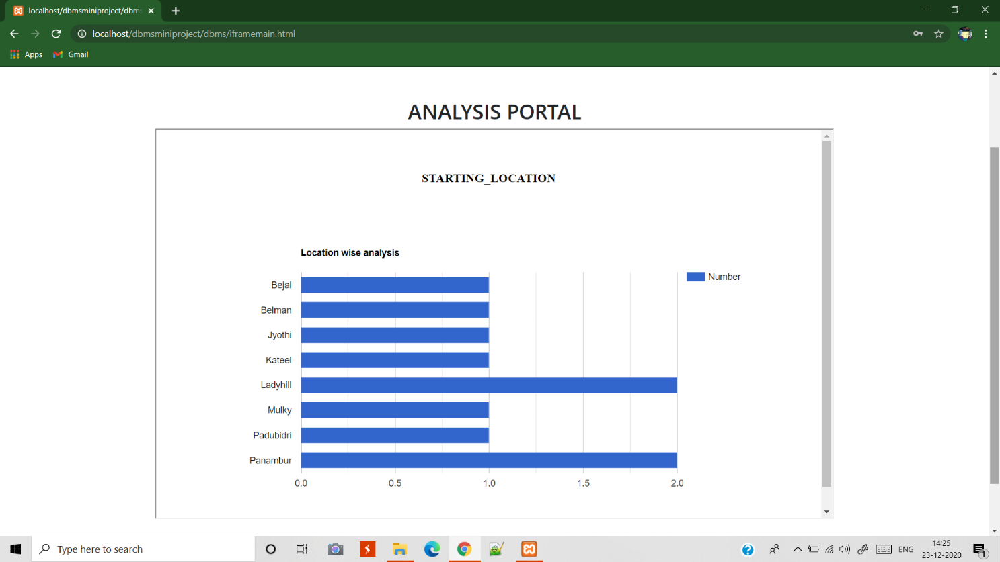 localhost/dbmsminiproject/dbms
localhost/dbmsminiproject/dbms/iframemain.html
Apps
Gmail
ANALYSIS PORTAL
STARTING_LOCATION
Location wise analysis
Number
Bejai
Belman
Jyothi
Kateel
Ladyhill
Mulky
Padubidri
Panambur
0.0 0.5 1.0 1.5 2.0
Type here to search
ENG
14:25
23-12-2020
1